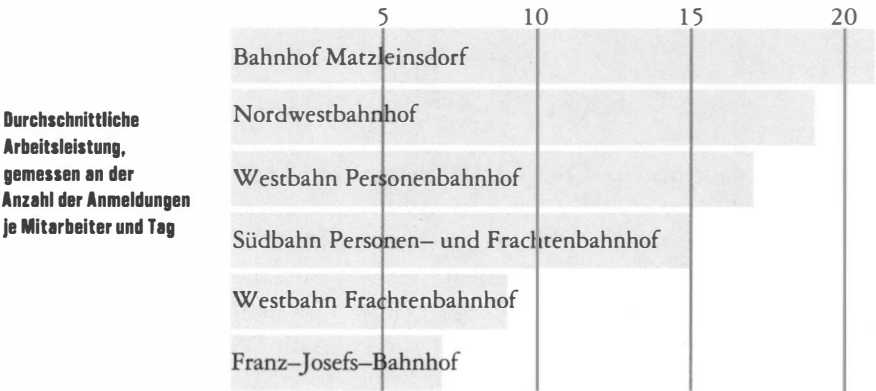 5 10 15 20
Bahnhof Matzleinsdorf
Nordwestbahnhof
Westbahn Personenbahnhof
Südbahn Personen– und Frachtenbahnhof
Westbahn Frachtenbahnhof
Franz–Josefs–Bahnhof
Durchschnittliche
Arbeitsleistung,
gemessen an der
Anzahl der Anmeldungen
je Mitarbeiter und Tag